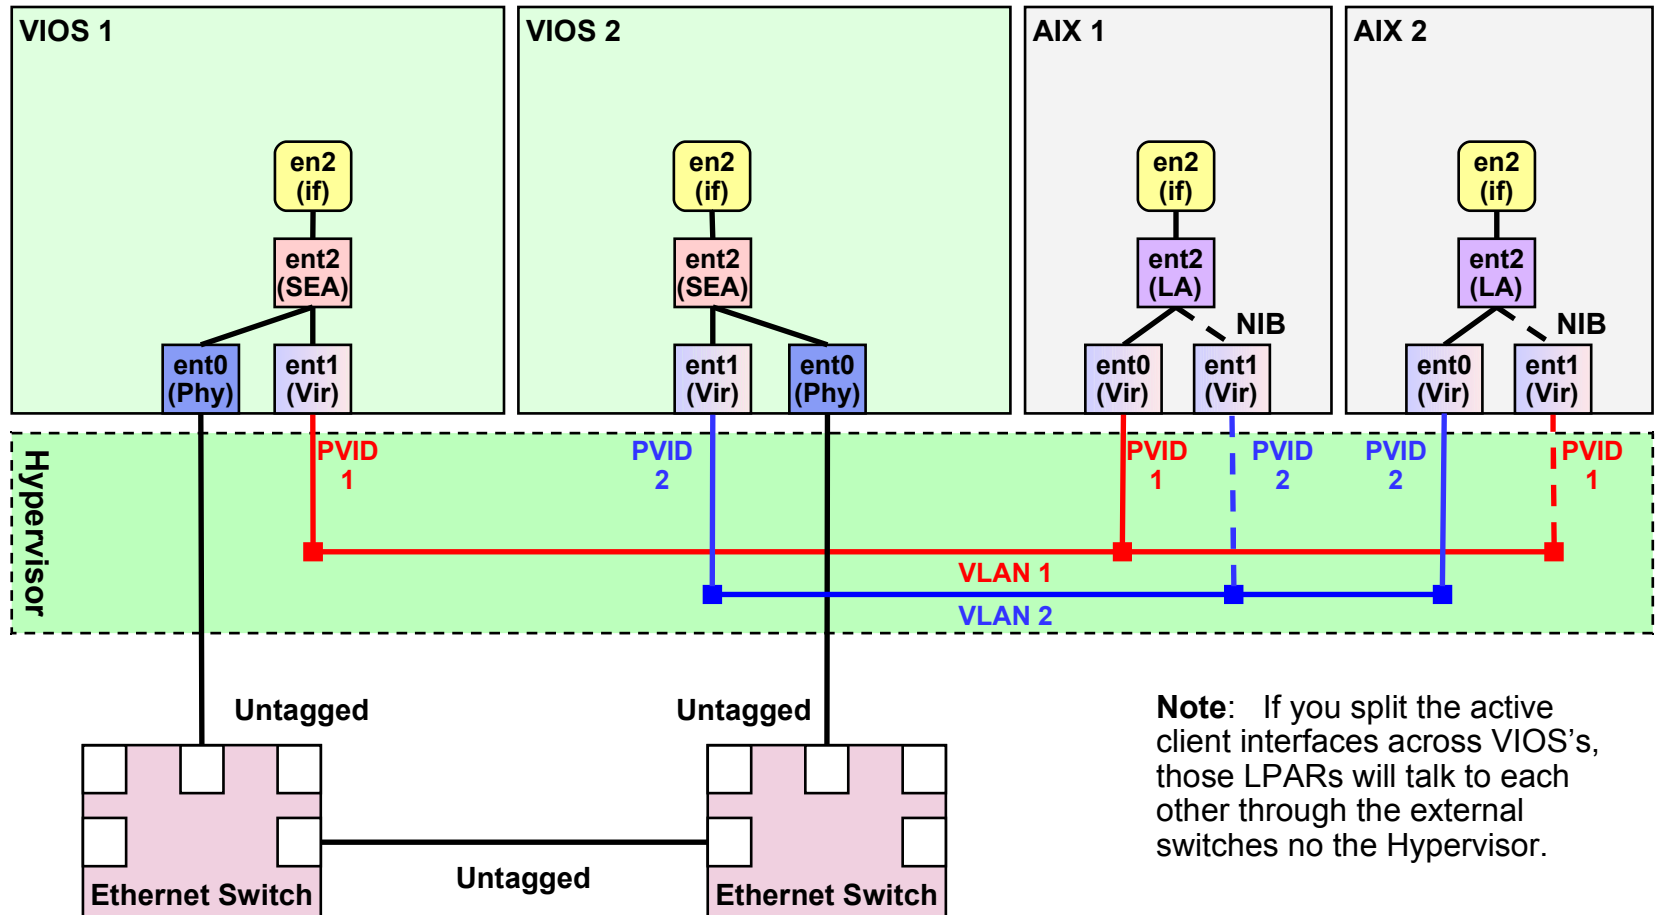 VIOS 1
VIOS 2
AIX 1
AIX 2
en2
(if)
en2
(if)
en2
(if)
en2
(if)
ent2
(SEA)
ent2
(SEA)
ent2
(LA)
ent2
(LA)
NIB
NIB
ent0
(Phy)
ent1
(Vir)
ent1
(Vir)
ent0
(Phy)
ent0
(Vir)
ent1
(Vir)
ent0
(Vir)
ent1
(Vir)
Hypervisor
PVID
1
PVID
2
PVID
1
PVID
2
PVID
2
PVID
1
VLAN 1
VLAN 2
Untagged
Untagged
Untagged
Ethernet Switch
Ethernet Switch
Note: If you split the active
client interfaces across VIOS’s,
those LPARs will talk to each
other through the external
switches no the Hypervisor.